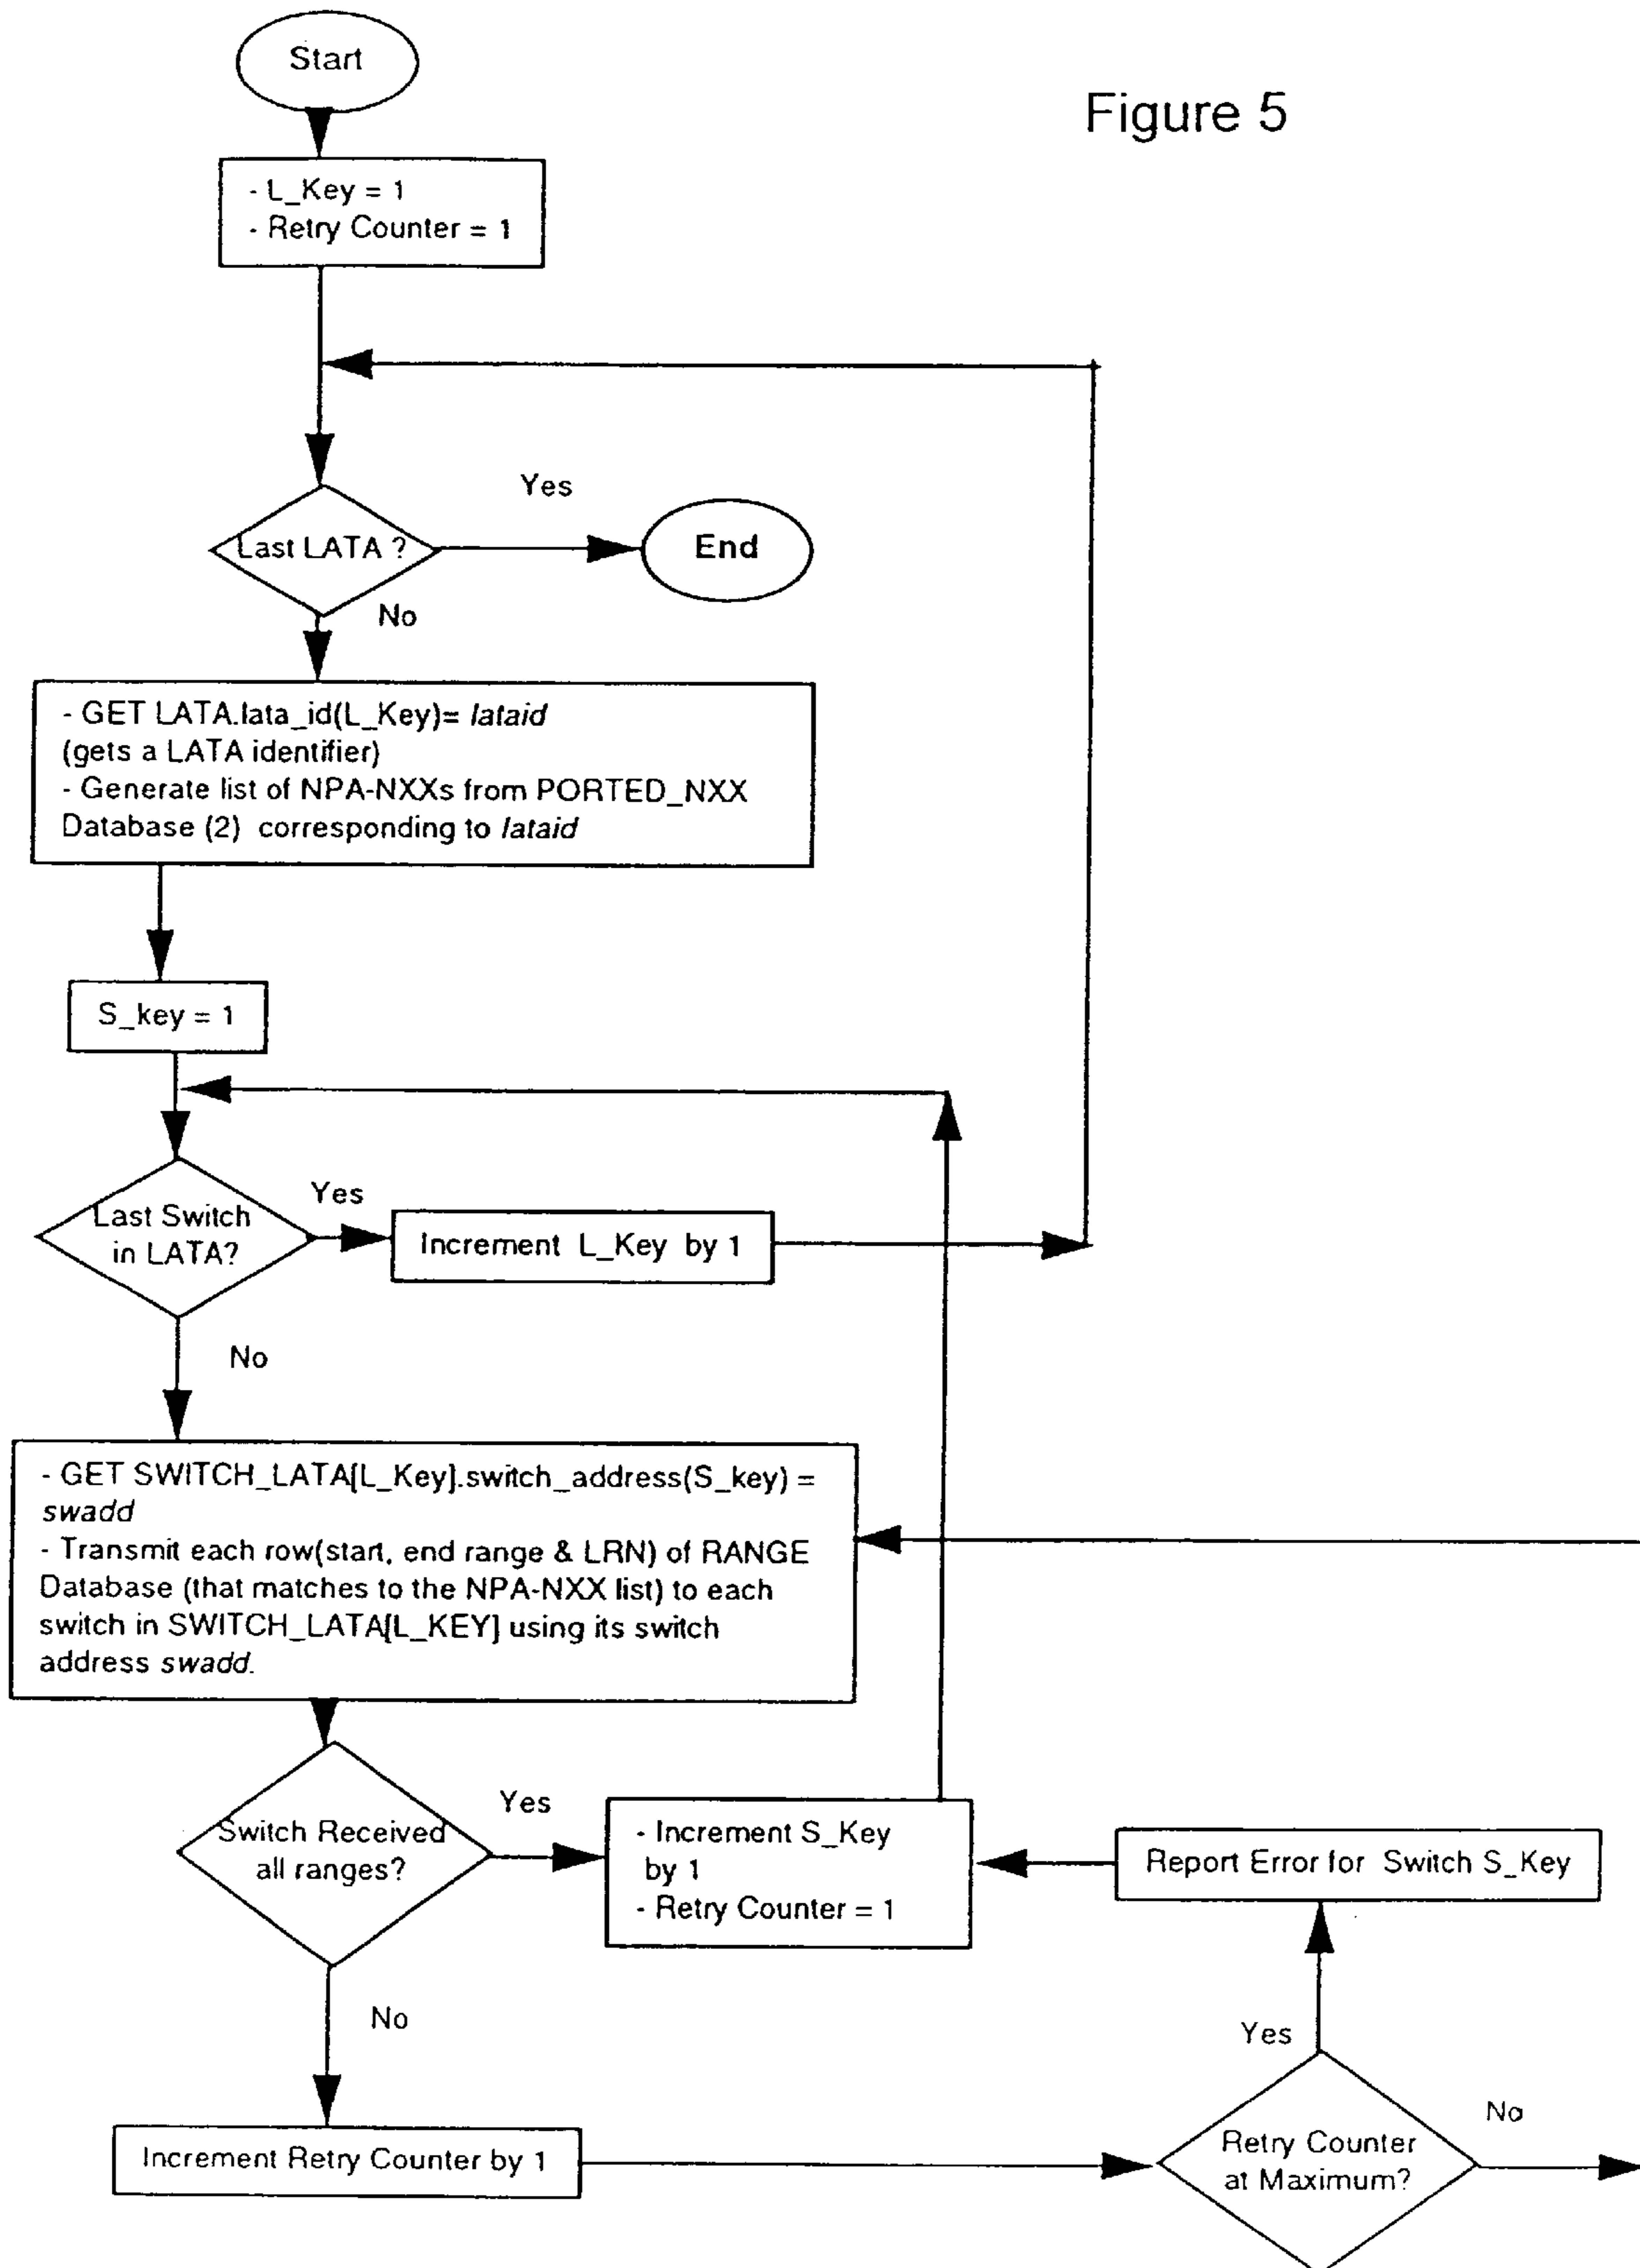 Start
Figure 5
- L_Key = 1
- Retry Counter = 1
Yes
Last LATA ?
End
No
- GET LATA.lata_id(L_Key)= lataid
(gets a LATA identifier)
- Generate list of NPA-NXXs from PORTED_NXX
Database (2) corresponding to lataid
S_key = 1
Yes
Last Switch
in LATA?
Increment L_Key by 1
No
- GET SWITCH_LATA[L_Key].switch_address(S_key) =
swadd
- Transmit each row(start, end range & LRN) of RANGE
Database (that matches to the NPA-NXX list) to each
switch in SWITCH_LATA[L_KEY] using its switch
address swadd.
Switch Received
all ranges?
Yes
- Increment S_Key
by 1
- Retry Counter = 1
Report Error for Switch S_Key
No
Yes
Increment Retry Counter by 1
Retry Counter
at Maximum?
No